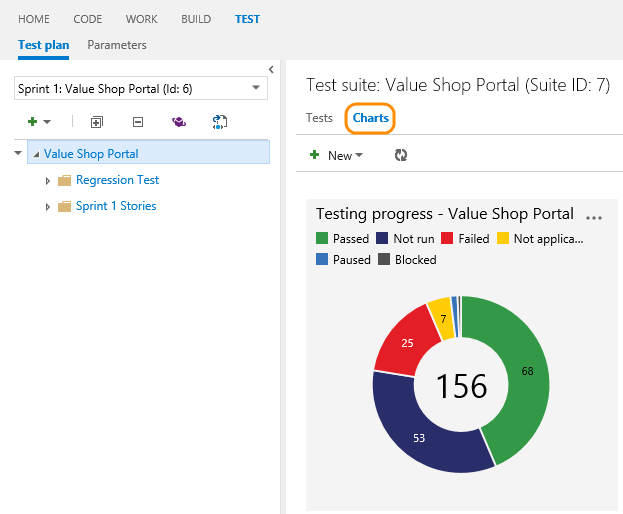 HOME CODE WORK BUILD TEST
Test plan Parameters
Sprint 1: Value Shop Portal (Id: 6)
Value Shop Portal
Regression Test
Sprint 1 Stories
Test suite: Value Shop Portal (Suite ID: 7)
Tests Charts
New
Testing progress - Value Shop Portal ...
Passed Not run Failed Not applica...
Paused Blocked
7
25
68
156
53